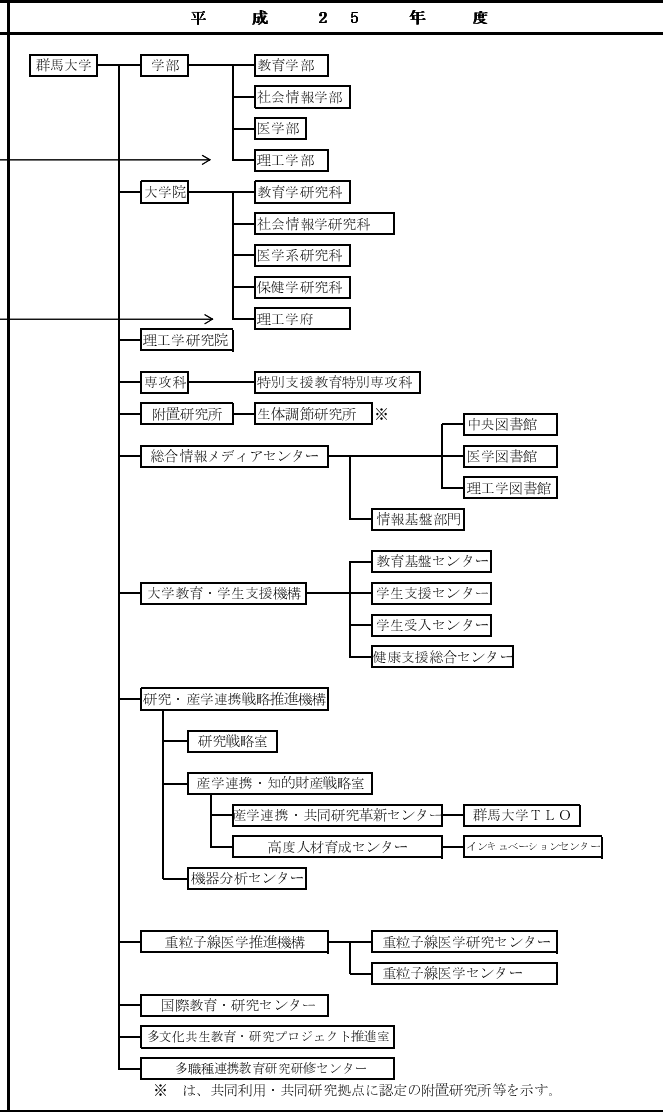 平成２５年度
群馬大学 学部 教育学部
社会情報学部
医学部
理工学部
大学院 教育学研究科
社会情報学研究科
医学系研究科
保健学研究科
理工学府
理工学研究院
専攻科 特別支援教育特別専攻科
附置研究所 生体調節研究所 ※
中央図書館
総合情報メディアセンター 医学図書館
理工学図書館
情報基盤部門
教育基盤センター
大学教育・学生支援機構 学生支援センター
学生受入センター
健康支援総合センター
研究・産学連携戦略推進機構
研究戦略室
産学連携・知的財産戦略室
産学連携・共同研究革新センター 群馬大学ＴＬＯ
高度人材育成センター インキュベーションセンター
機器分析センター
重粒子線医学推進機構 重粒子線医学研究センター
重粒子線医学センター
国際教育・研究センター
多文化共生教育・研究プロジェクト推進室
多職種連携教育研究研修センター
※　は、共同利用・共同研究拠点に認定の附置研究所等を示す。